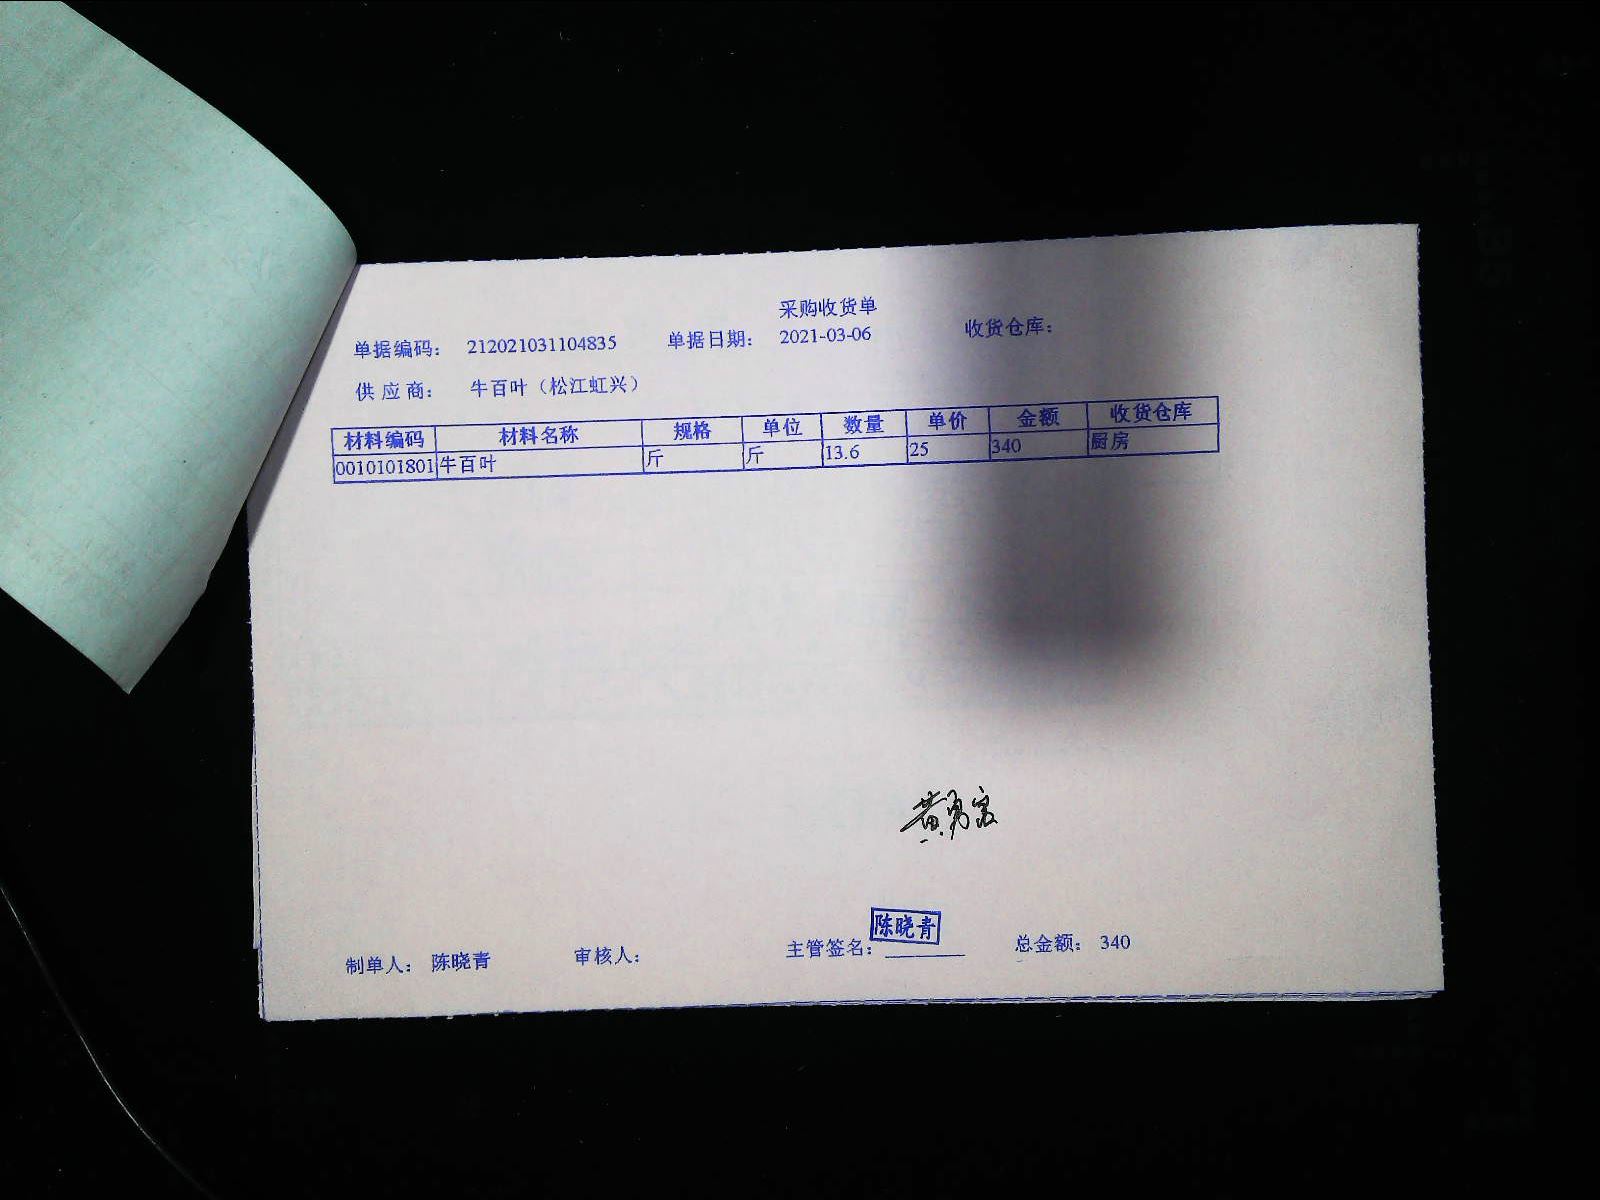 采购收货单
单据编码： 212021031104835 单据日期： 2021-03-06 收货仓库：
供 应 商： 牛百叶（松江虹兴）
材料编码 材料名称 规格 单位 数量 单价 金额 收货仓库
0010101801 牛百叶 斤 斤 13.6 25 340 厨房
陈晓青
制单人： 陈晓青 审核人： 主管签名： 总金额： 340